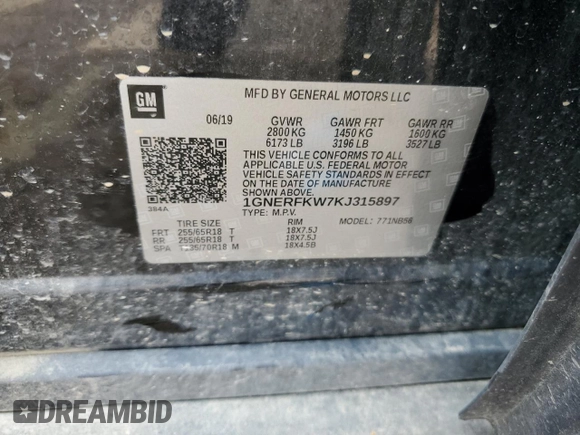 GM
MFD BY GENERAL MOTORS LLC
06/19 GVWR GAWR FRT GAWR RR
2800 KG 1450 KG 1600 KG
6173 LB 3196 LB 3527 LB
THIS VEHICLE CONFORMS TO ALL
APPLICABLE U.S. FEDERAL MOTOR
VEHICLE SAFETY STANDARDS IN EFFECT
ON THE DATE OF MANUFACTURE
SHOWN ABOVE.
384A
1GNERFKW7KJ315897
TYPE: M.P.V. MODEL: 771NB56
TIRE SIZE RIM
FRT 255/65R18 T 18X7.5J
RR 255/65R18 T 18X7.5J
SPA M 18X4.5B
DREAMBID